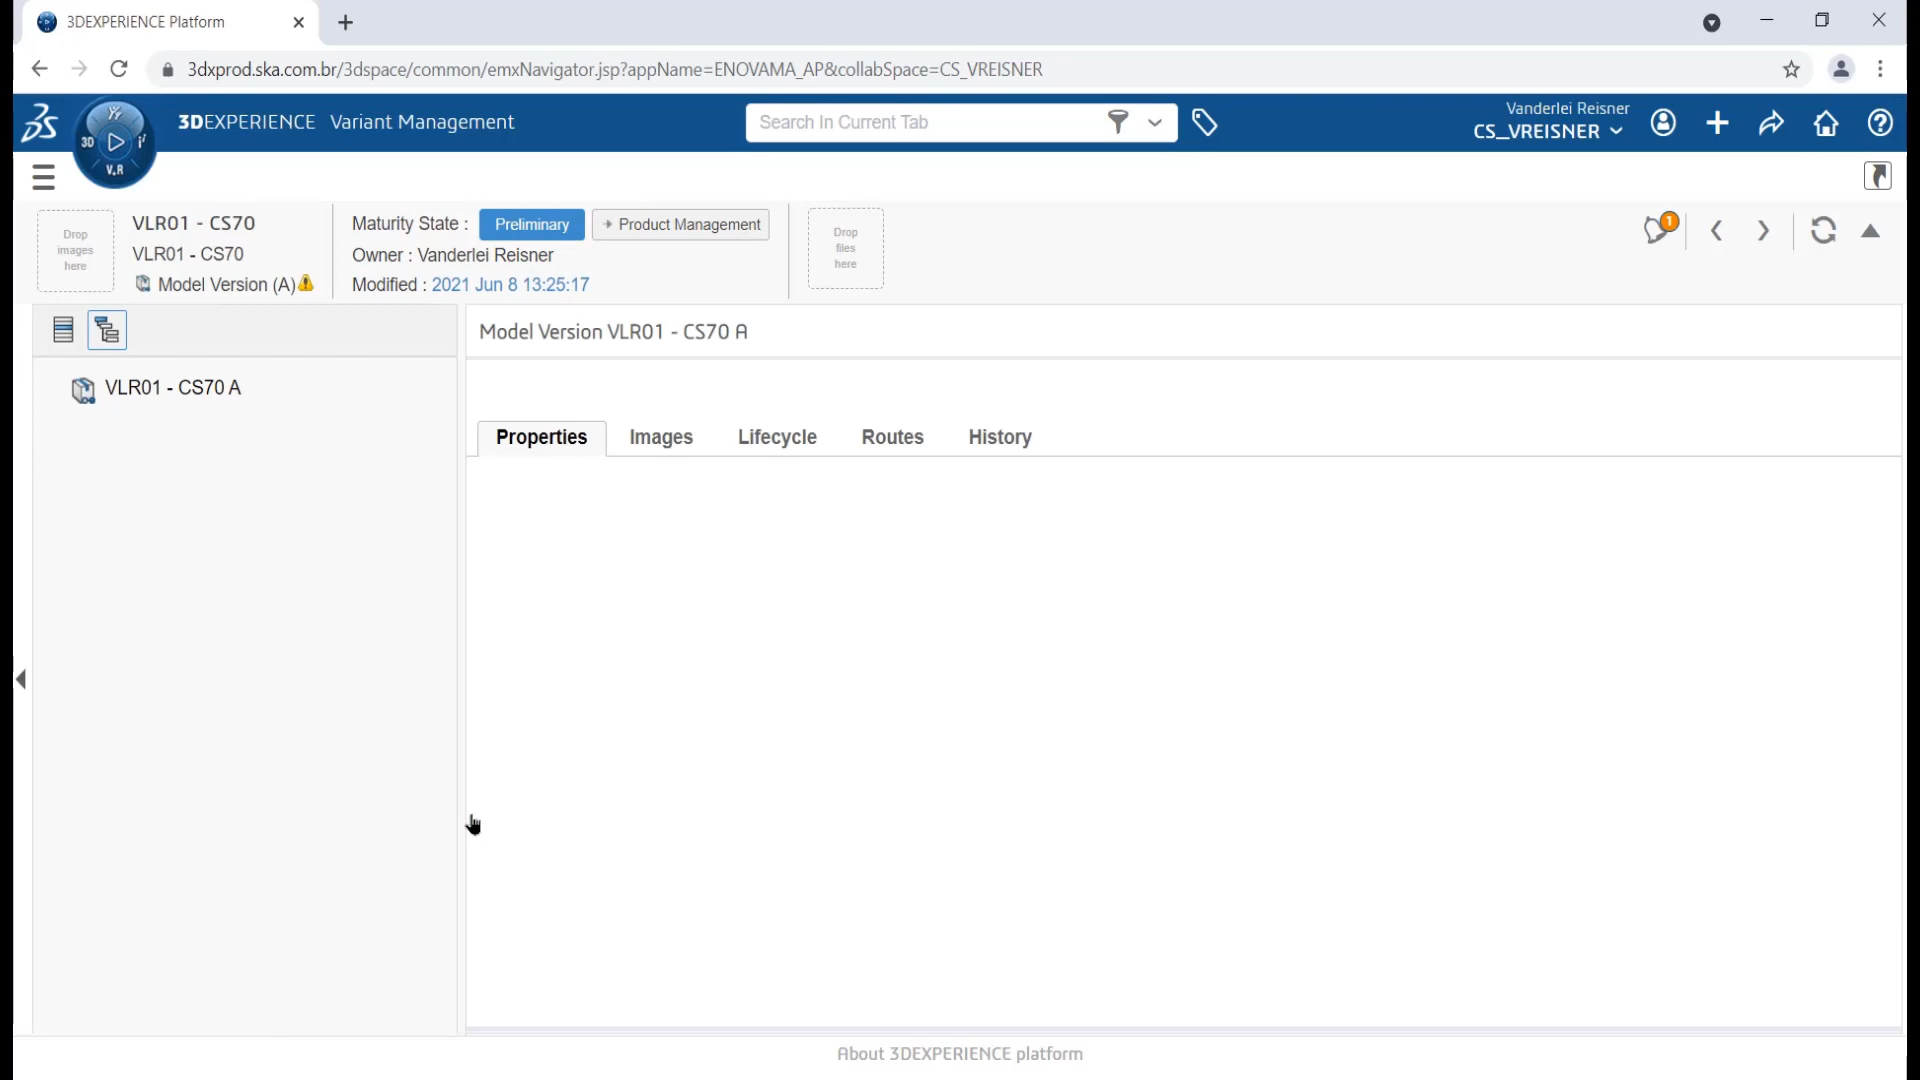 3DEXPERIENCE Platform
3dxprod.ska.com.br/3dspace/common/emxNavigator.jsp?appName=ENOVAMA_AP&collabSpace=CS_VREISNER
3DEXPERIENCE Variant Management
Search In Current Tab
Vanderlei Reisner
CS_VREISNER
3D
V.R
VLR01 - CS70
VLR01 - CS70
Model Version (A)
Drop
images
here
Maturity State :
Preliminary
Product Management
Owner : Vanderlei Reisner
Modified : 2021 Jun 8 13:25:17
Drop
files
here
1
VLR01 - CS70 A
Model Version VLR01 - CS70 A
Properties
Images
Lifecycle
Routes
History
About 3DEXPERIENCE platform